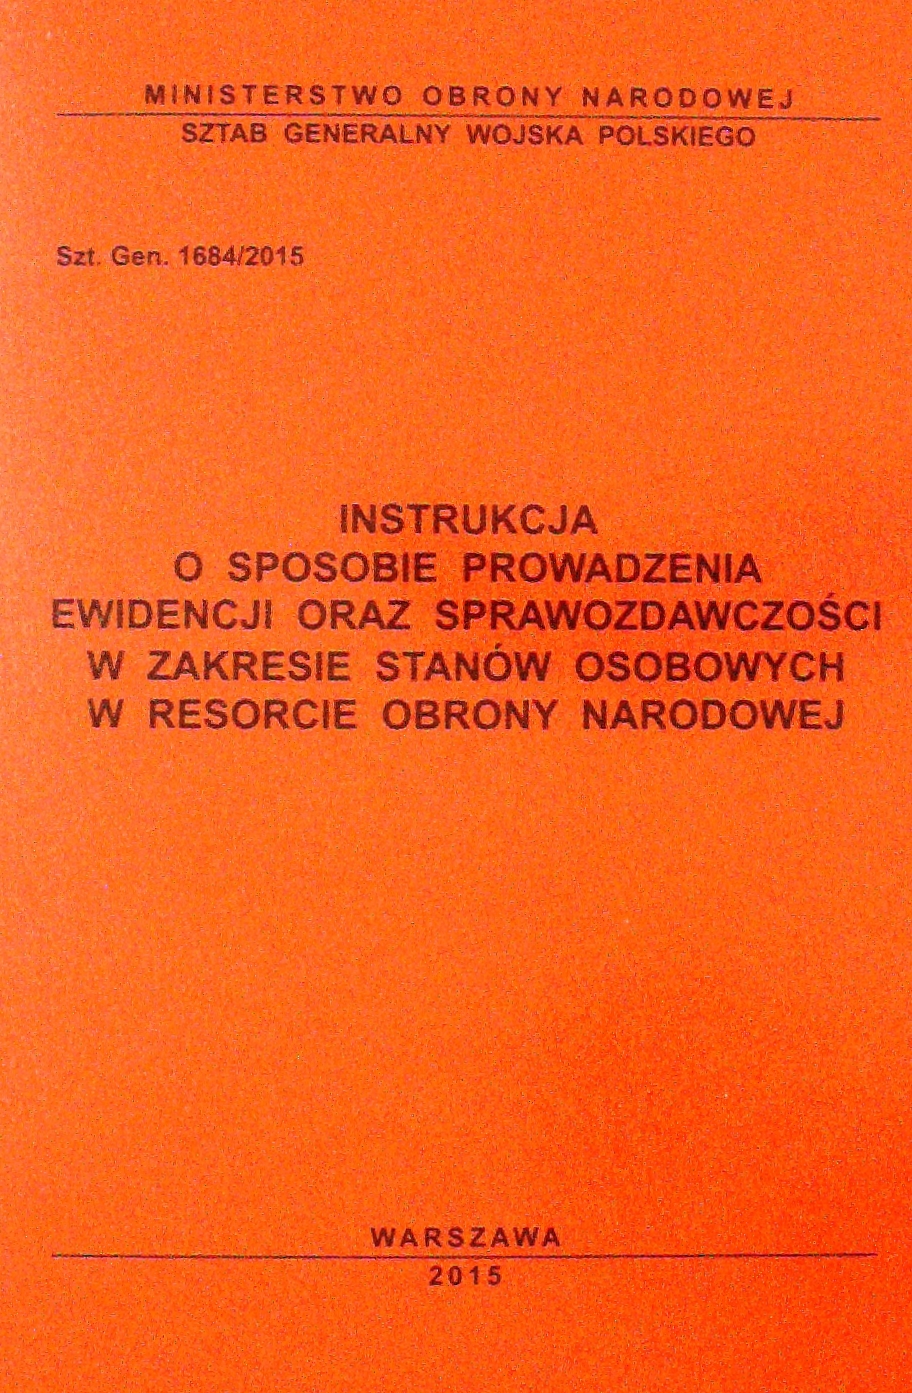 MINISTERSTWO OBRONY NARODOWEJ
SZTAB GENERALNY WOJSKA POLSKIEGO
Szt. Gen. 1684/2015
INSTRUKCJA
O SPOSOBIE PROWADZENIA
EWIDENCJI ORAZ SPRAWOZDAWCZOŚCI
W ZAKRESIE STANÓW OSOBOWYCH
W RESORCIE OBRONY NARODOWEJ
WARSZAWA
2015